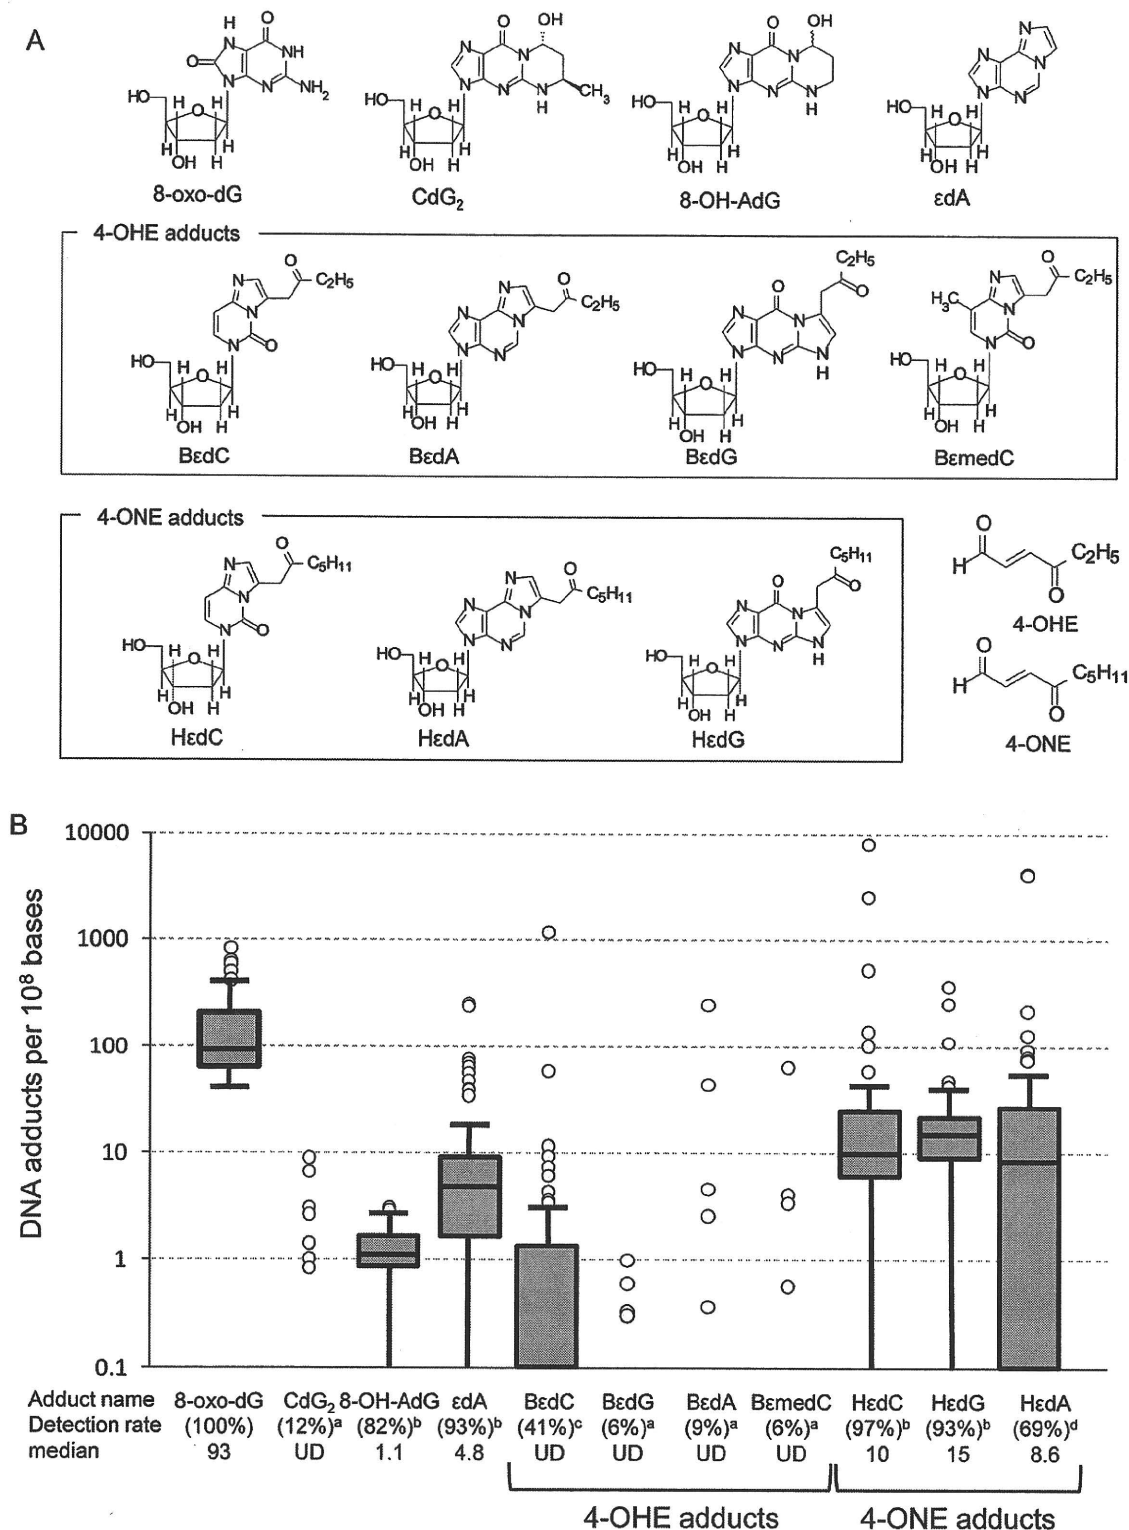 A
8-oxo-dG
CdG₂
8-OH-AdG
εdA
4-OHE adducts
BεdC
BεdA
BεdG
BεmedC
4-ONE adducts
HεdC
HεdA
HεdG
4-OHE
4-ONE
B
DNA adducts per 10⁸ bases
10000
1000
100
10
1
0.1
Adduct name 8-oxo-dG CdG₂ 8-OH-AdG εdA BεdC BεdG BεdA BεmedC HεdC HεdG HεdA
Detection rate (100%) (12%)ᵃ (82%)ᵇ (93%)ᵇ (41%)ᶜ (6%)ᵃ (9%)ᵃ (6%)ᵃ (97%)ᵇ (93%)ᵇ (69%)ᵈ
median 93 UD 1.1 4.8 UD UD UD UD 10 15 8.6
4-OHE adducts 4-ONE adducts